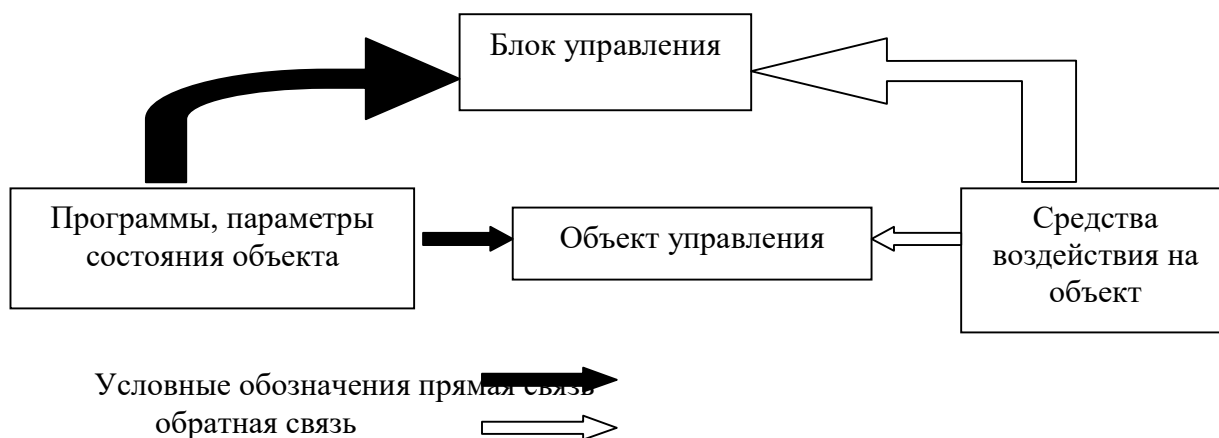 Блок управления
Программы, параметры
состояния объекта
Объект управления
Средства
воздействия на
объект
Условные обозначения прямая связь
обратная связь